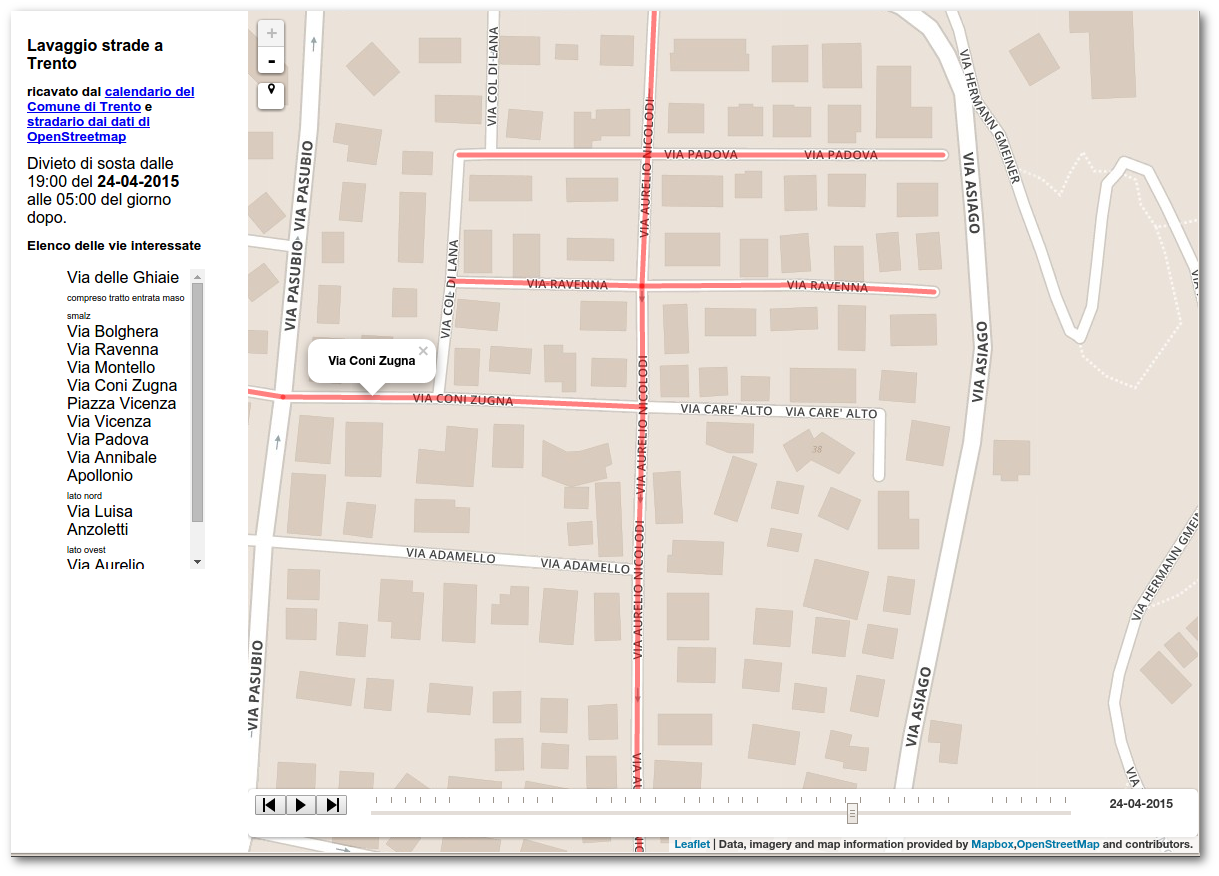 Lavaggio strade a
Trento
ricavato dal calendario del
Comune di Trento e
stradario dai dati di
OpenStreetmap
Divieto di sosta dalle
19:00 del 24-04-2015
alle 05:00 del giorno
dopo.
Elenco delle vie interessate
Via delle Ghiaie
compreso tratto entrata maso
smalz
Via Bolghera
Via Ravenna
Via Montello
Via Coni Zugna
Piazza Vicenza
Via Vicenza
Via Padova
Via Annibale
Apollonio
lato nord
Via Luisa
Anzoletti
lato ovest
Via Aurelio
+
-
VIA COL DI LANA
VIA HERMANN GMEINER
VIA AURELIO NICOLODI
VIA PADOVA
VIA PADOVA
VIA PASUBIO
VIA PASUBIO
VIA ASIAGO
VIA COL DI LANA
VIA RAVENNA
VIA RAVENNA
VIA ASIAGO
Via Coni Zugna
×
VIA CONI ZUGNA
VIA AURELIO NICOLODI
VIA CARE' ALTO
VIA CARE' ALTO
38
VIA ADAMELLO
VIA ADAMELLO
VIA AURELIO NICOLODI
VIA HERMANN GMEIN
VIA PASUBIO
VIA ASIAGO
VIA
VIA A
24-04-2015
Leaflet | Data, imagery and map information provided by Mapbox,OpenStreetMap and contributors.